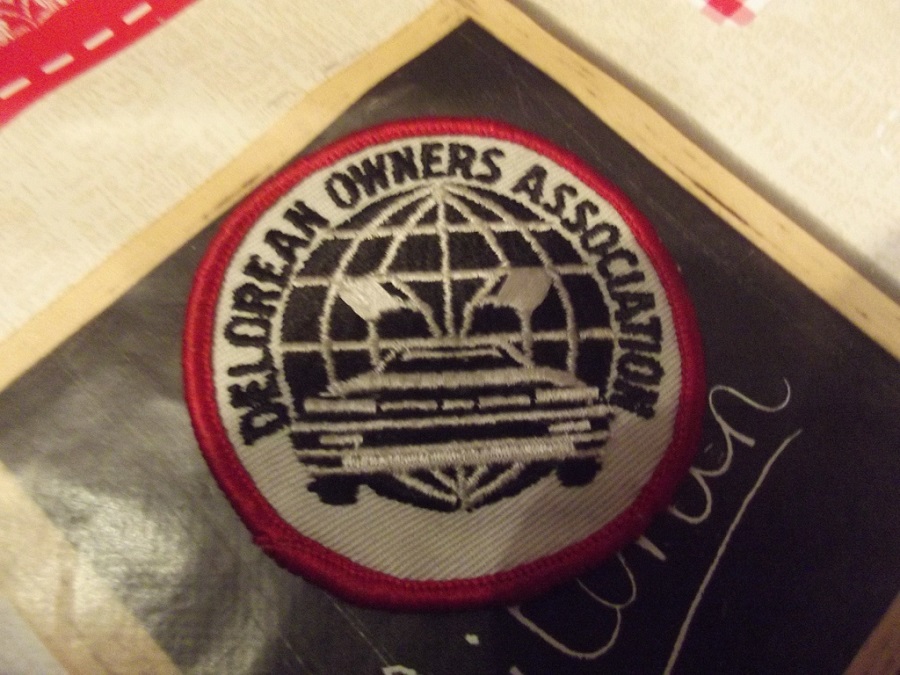 DELOREAN OWNERS ASSOCIATION